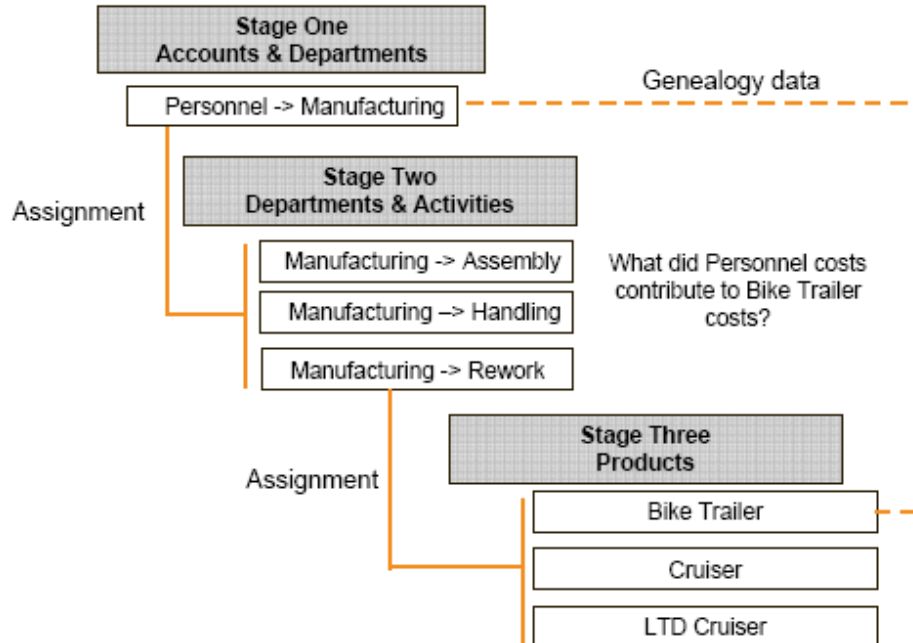 Stage One
Accounts & Departments
Genealogy data
Personnel -> Manufacturing
Assignment
Stage Two
Departments & Activities
Manufacturing -> Assembly
Manufacturing –> Handling
Manufacturing -> Rework
What did Personnel costs
contribute to Bike Trailer
costs?
Assignment
Stage Three
Products
Bike Trailer
Cruiser
LTD Cruiser